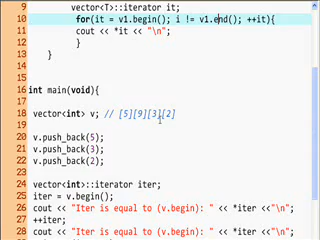 9 vector<T>::iterator it;
10 for(it = v1.begin(); i != v1.end(); ++it){
11 cout << *it << "\n";
12 }
13 }
14
15
16 int main(void){
17
18 vector<int> v; // [5][9][3][2]
19
20 v.push_back(5);
21 v.push_back(3);
22 v.push_back(2);
23
24 vector<int>::iterator iter;
25 iter = v.begin();
26 cout << "Iter is equal to (v.begin): " << *iter <<"\n";
27 ++iter;
28 cout << "Iter is equal to (v.begin): " << *iter <<"\n";